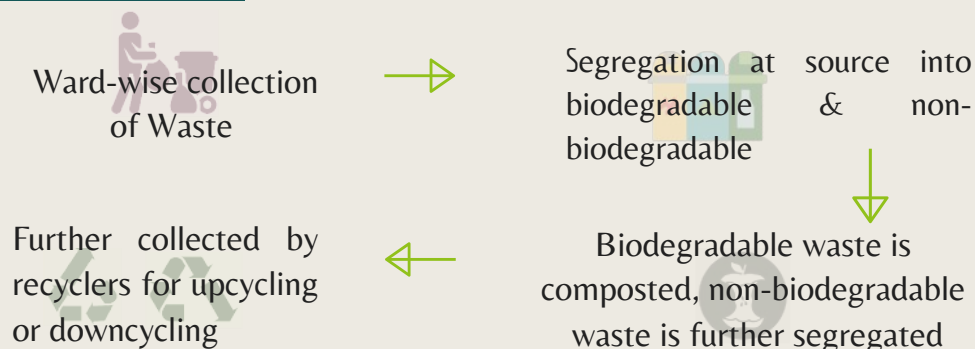 Ward-wise collection
of Waste
Segregation at source into
biodegradable & non-
biodegradable
Biodegradable waste is
composted, non-biodegradable
waste is further segregated
Further collected by
recyclers for upcycling
or downcycling